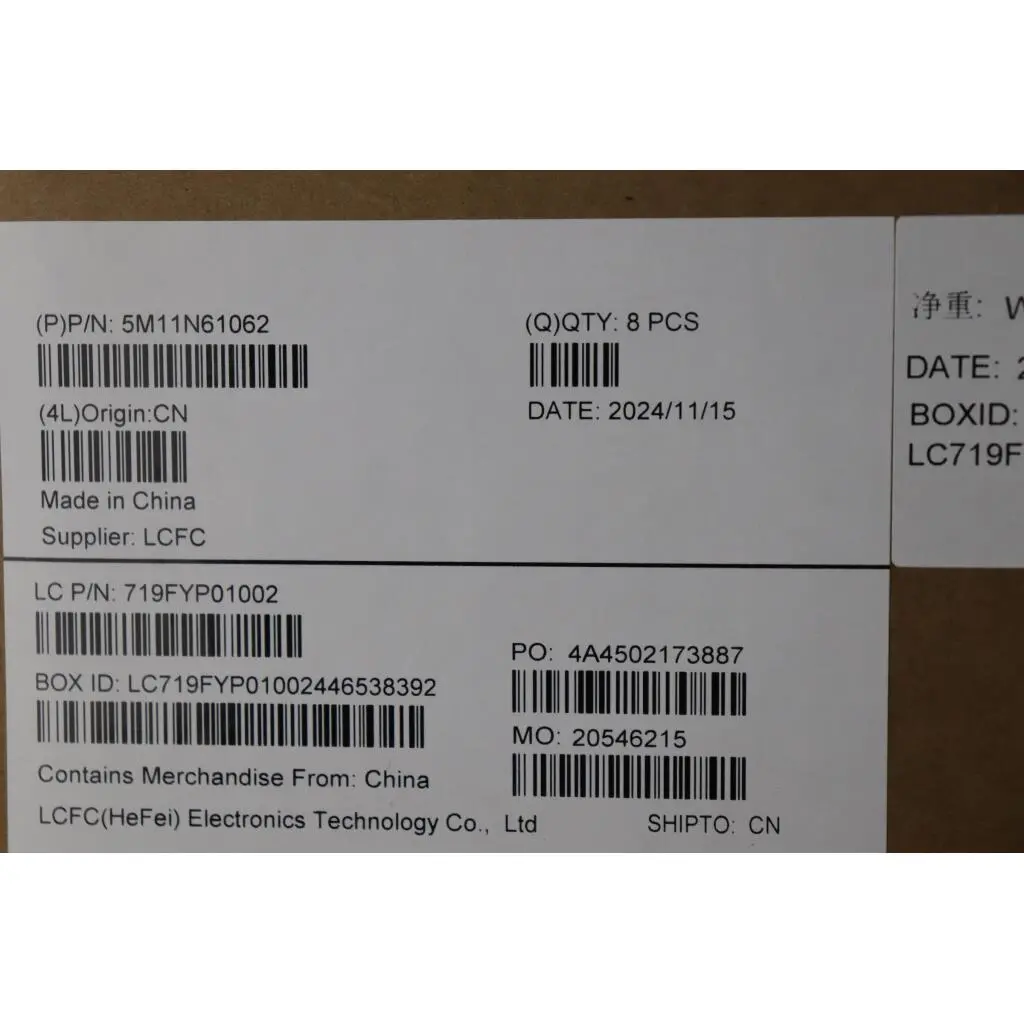 (P)P/N: 5M11N61062
(Q)QTY: 8 PCS
(4L)Origin:CN
DATE: 2024/11/15
Made in China
Supplier: LCFC
LC P/N: 719FYP01002
PO: 4A4502173887
BOX ID: LC719FYP01002446538392
MO: 20546215
Contains Merchandise From: China
LCFC(HeFei) Electronics Technology Co., Ltd
SHIPTO: CN
净重:
DATE:
BOXID:
LC719F